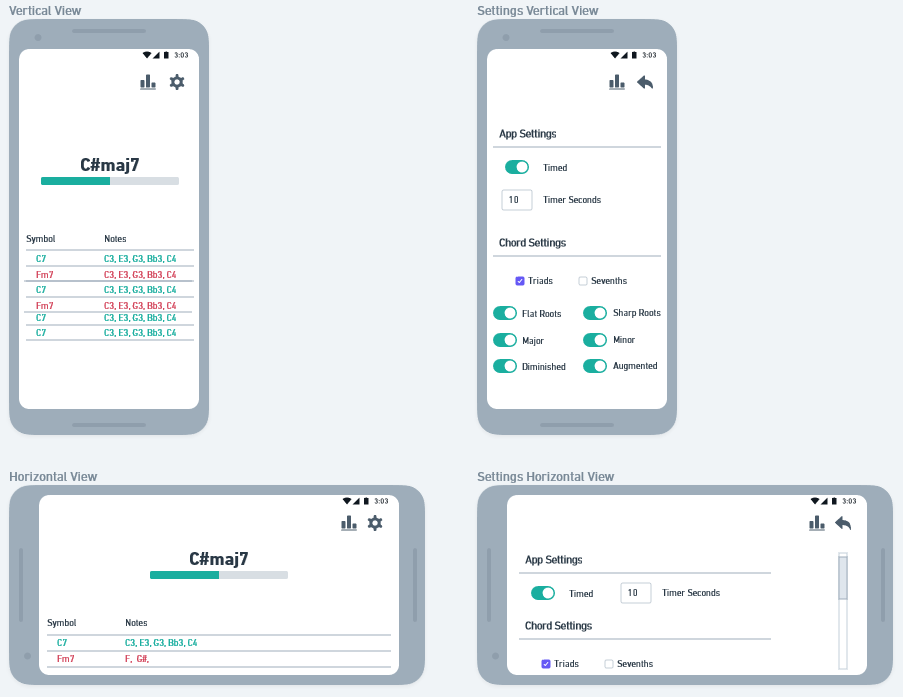 Vertical View
3:03
C#maj7
Symbol Notes
C7 C3, E3, G3, Bb3, C4
Fm7 C3, E3, G3, Bb3, C4
C7 C3, E3, G3, Bb3, C4
Fm7 C3, E3, G3, Bb3, C4
C7 C3, E3, G3, Bb3, C4
C7 C3, E3, G3, Bb3, C4
Settings Vertical View
3:03
App Settings
Timed
10 Timer Seconds
Chord Settings
Triads Sevenths
Flat Roots Sharp Roots
Major Minor
Diminished Augmented
Horizontal View
3:03
C#maj7
Symbol Notes
C7 C3, E3, G3, Bb3, C4
Fm7 F, G#,
Settings Horizontal View
3:03
App Settings
Timed 10 Timer Seconds
Chord Settings
Triads Sevenths